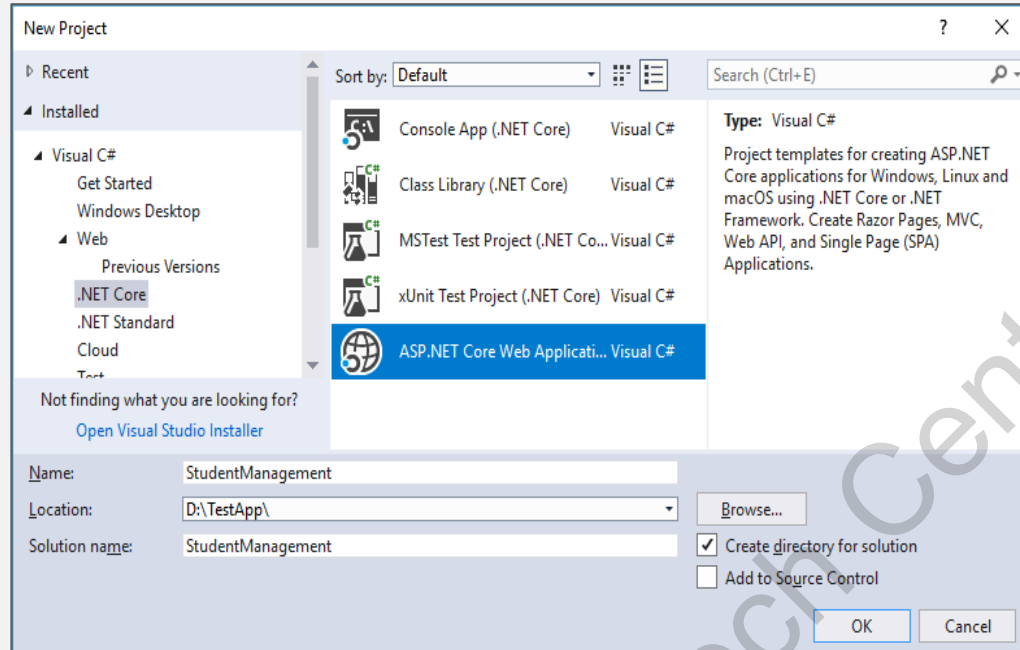 New Project
?
Recent
Installed
Visual C#
Get Started
Windows Desktop
Web
Previous Versions
.NET Core
.NET Standard
Cloud
Test
Not finding what you are looking for?
Open Visual Studio Installer
Sort by: Default
Console App (.NET Core) Visual C#
Class Library (.NET Core) Visual C#
MSTest Test Project (.NET Co... Visual C#
xUnit Test Project (.NET Core) Visual C#
ASP.NET Core Web Applicati... Visual C#
Search (Ctrl+E)
Type: Visual C#
Project templates for creating ASP.NET
Core applications for Windows, Linux and
macOS using .NET Core or .NET
Framework. Create Razor Pages, MVC,
Web API, and Single Page (SPA)
Applications.
Name: StudentManagement
Location: D:\TestApp\
Browse...
Solution name: StudentManagement
Create directory for solution
Add to Source Control
OK Cancel